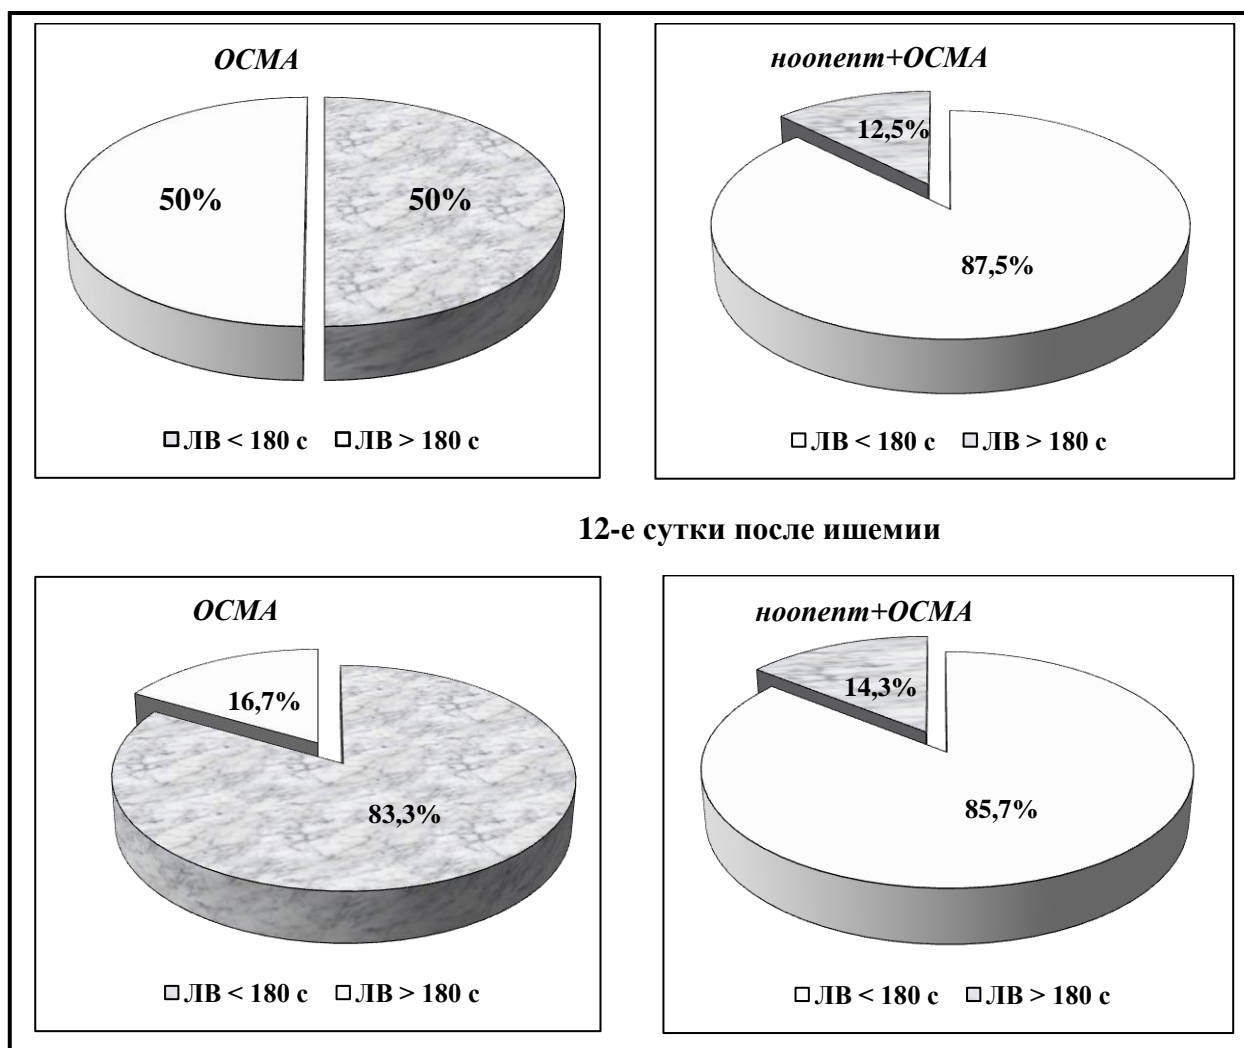 ОСМА
50%
50%
ЛВ < 180 с ЛВ > 180 с
ноопепт+ОСМА
12,5%
87,5%
ЛВ < 180 с ЛВ > 180 с
12-е сутки после ишемии
ОСМА
16,7%
83,3%
ЛВ < 180 с ЛВ > 180 с
ноопепт+ОСМА
14,3%
85,7%
ЛВ < 180 с ЛВ > 180 с